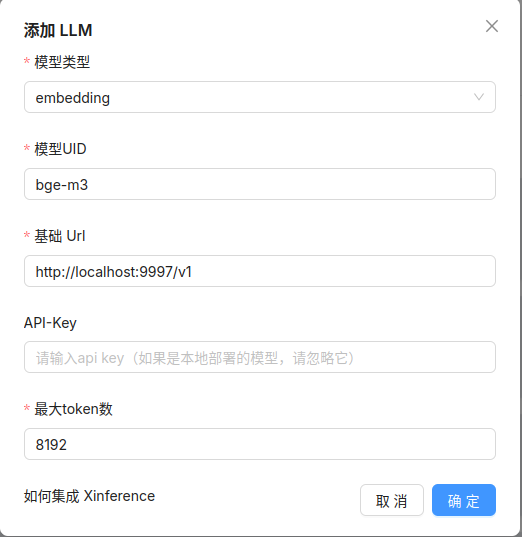 添加 LLM
* 模型类型
embedding
* 模型UID
bge-m3
* 基础 Url
http://localhost:9997/v1
API-Key
请输入api key（如果是本地部署的模型，请忽略它）
* 最大token数
8192
如何集成 Xinference
取 消
确 定